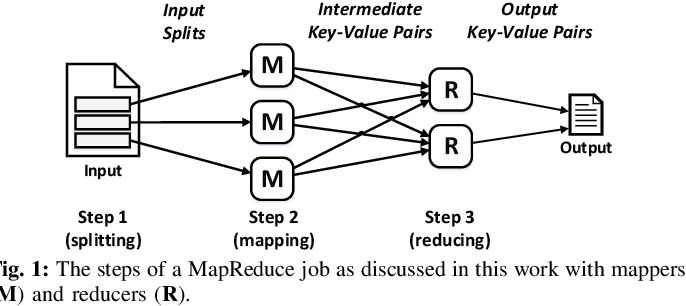 Input Intermediate Output
Splits Key-Value Pairs Key-Value Pairs
M
M
M
R
R
Input
Output
Step 1 Step 2 Step 3
(splitting) (mapping) (reducing)
ig. 1: The steps of a MapReduce job as discussed in this work with mappers
M) and reducers (R).